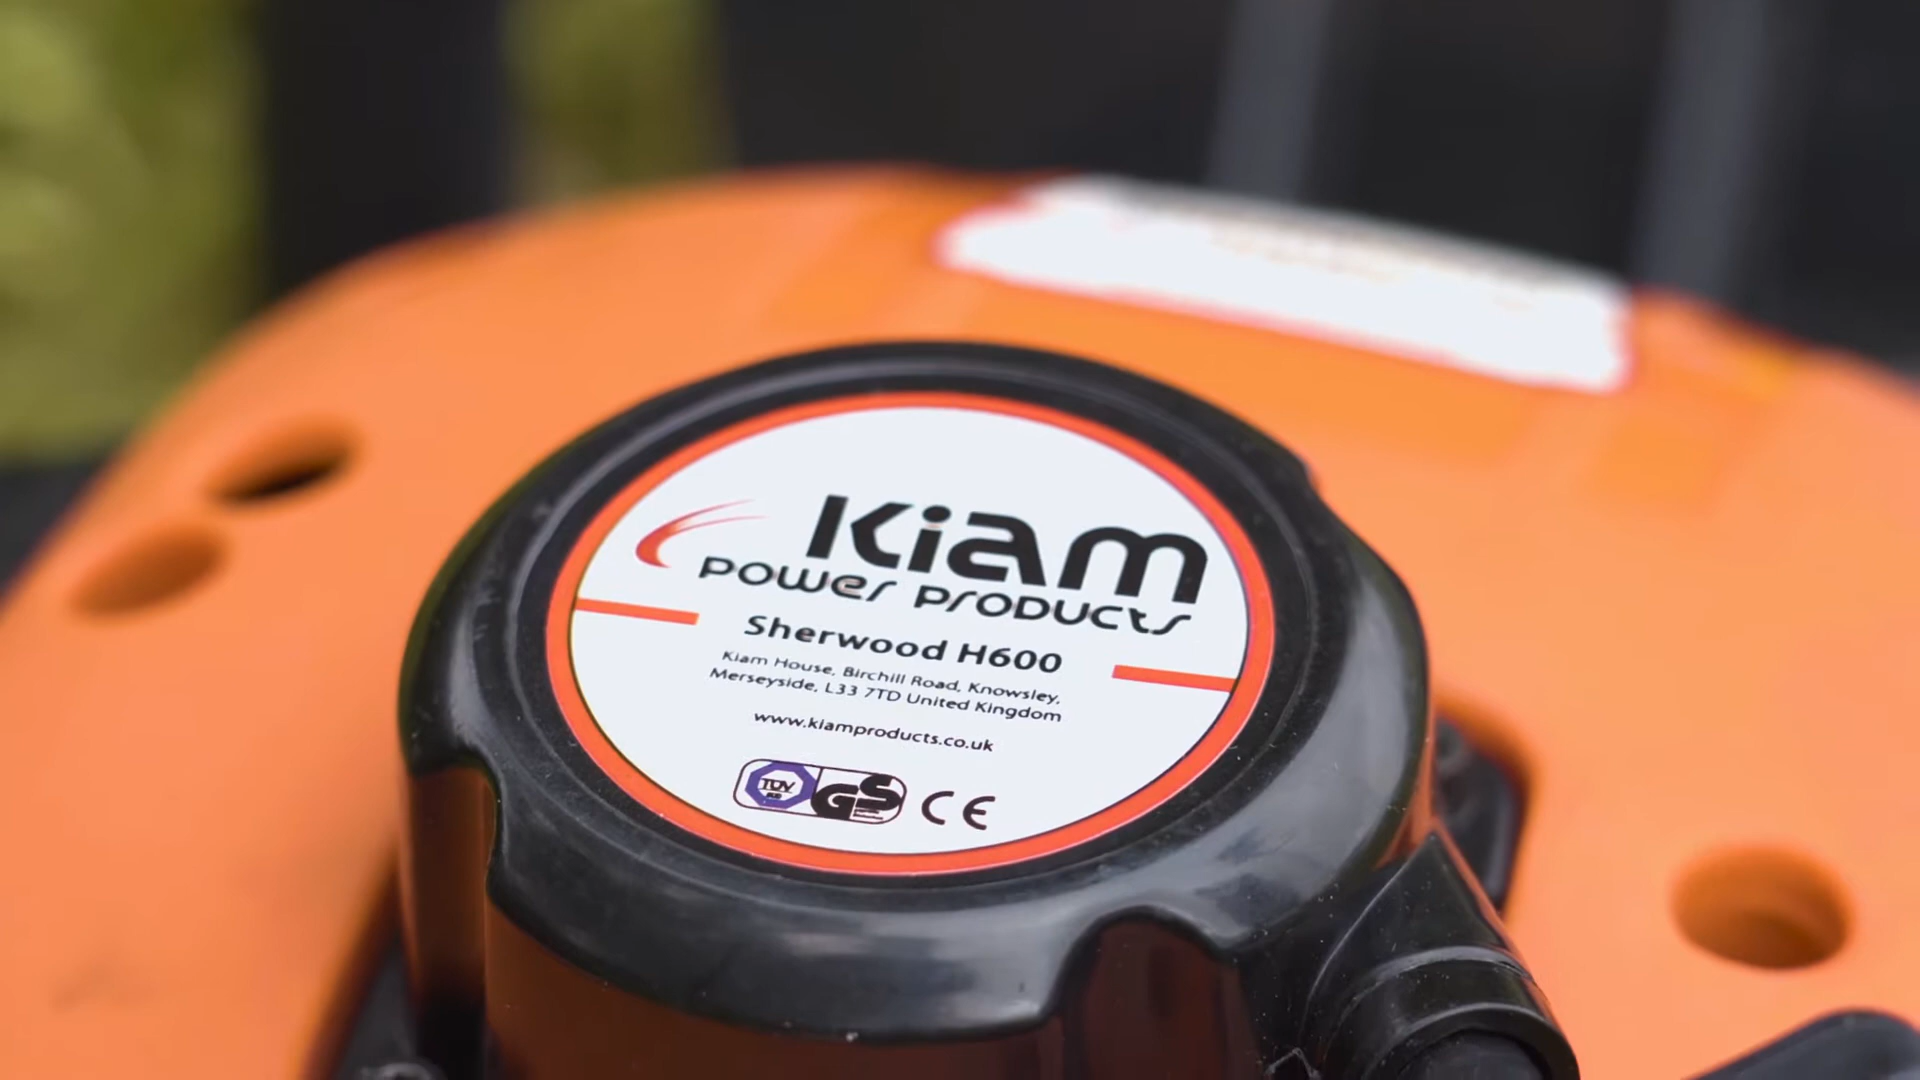 Kiam
power products
Sherwood H600
Kiam House, Birchill Road, Knowsley,
Merseyside, L33 7TD United Kingdom
www.kiamproducts.co.uk
TÜV
GS CE